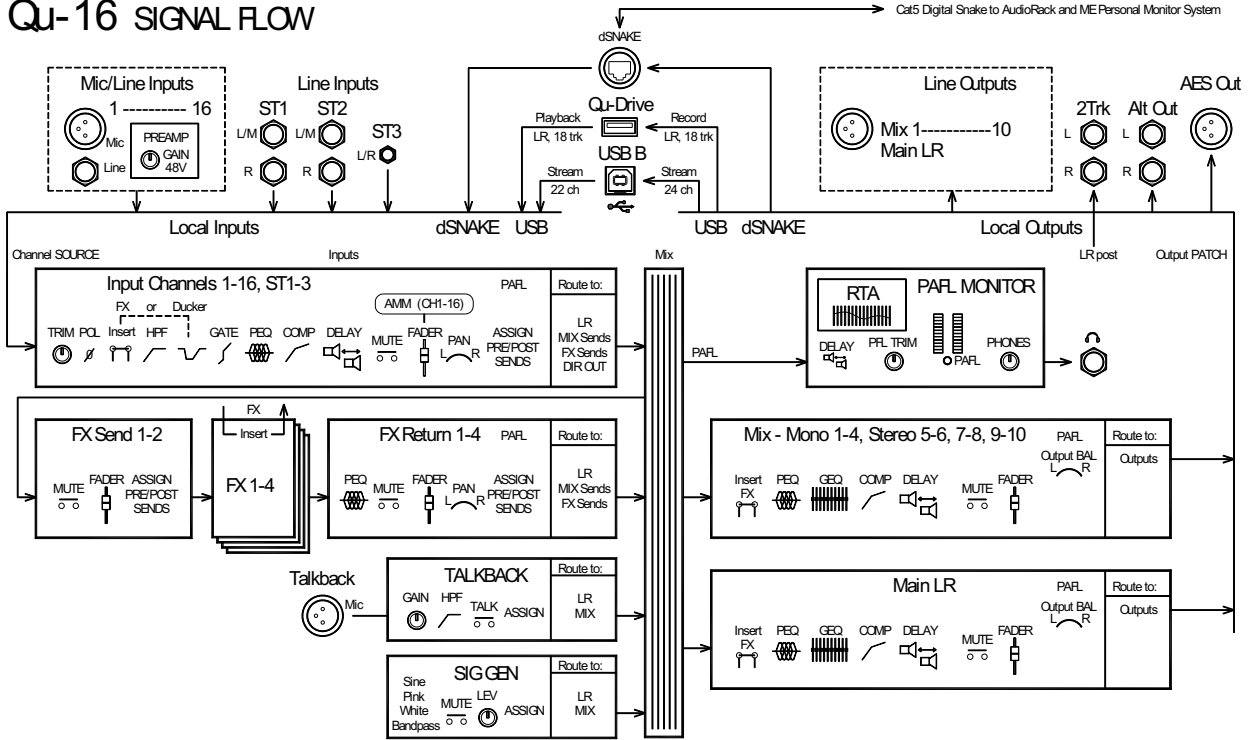 Qu-16 SIGNAL FLOW
Cat5 Digital Snake to AudioRack and ME Personal Monitor System
dSNAKE
Mic/Line Inputs
1 ---------- 16
Mic
Line
PREAMP
GAIN
48V
Line Inputs
ST1
ST2
ST3
L/M
L/M
L/R
R
R
Qu-Drive
Playback
LR, 18 trk
Record
LR, 18 trk
USB B
Stream
22 ch
Stream
24 ch
Line Outputs
Mix 1-----------10
Main LR
2Trk
Alt Out
AES Out
L
L
R
R
Local Inputs
dSNAKE
USB
USB
dSNAKE
Local Outputs
Channel SOURCE
Inputs
Mix
LR post
Output PATCH
Input Channels 1-16, ST1-3
PAFL
Route to:
FX or Ducker
AMM (CH1-16)
TRIM
POL
Insert
HPF
GATE
PEQ
COMP
DELAY
MUTE
FADER
PAN
L
R
ASSIGN
PRE/POST
SENDS
LR
MIX Sends
FX Sends
DIR OUT
PAFL
RTA
PAFL MONITOR
DELAY
PFL TRIM
PAFL
PHONES
FX Send 1-2
MUTE
FADER
ASSIGN
PRE/POST
SENDS
FX
Insert
FX 1-4
FX Return 1-4
PAFL
Route to:
PEQ
MUTE
FADER
PAN
L
R
ASSIGN
PRE/POST
SENDS
LR
MIX Sends
FX Sends
Mix - Mono 1-4, Stereo 5-6, 7-8, 9-10
PAFL
Output BAL
L
R
Route to:
Outputs
Insert
FX
PEQ
GEQ
COMP
DELAY
MUTE
FADER
Talkback
Mic
TALKBACK
Route to:
GAIN
HPF
TALK
ASSIGN
LR
MIX
Main LR
PAFL
Output BAL
L
R
Route to:
Outputs
Insert
FX
PEQ
GEQ
COMP
DELAY
MUTE
FADER
SIG GEN
Route to:
Sine
Pink
White
Bandpass
MUTE
LEV
ASSIGN
LR
MIX